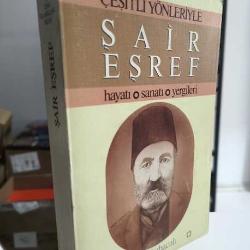 ÇEŞİTLİ YÖNLERİYLE
ŞAİR
EŞREF
hayatı o sanatı o yergileri
ŞAİR EŞREF